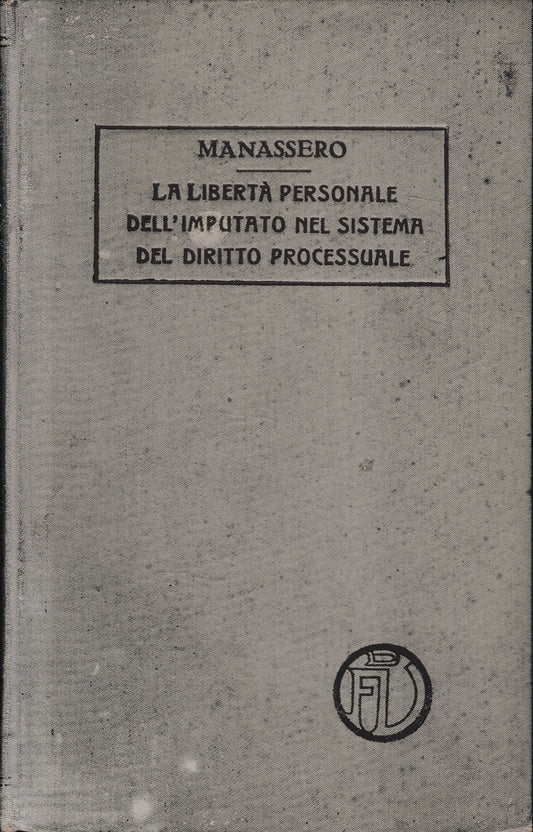 MANASSERO
LA LIBERTÀ PERSONALE
DELL'IMPUTATO NEL SISTEMA
DEL DIRITTO PROCESSUALE